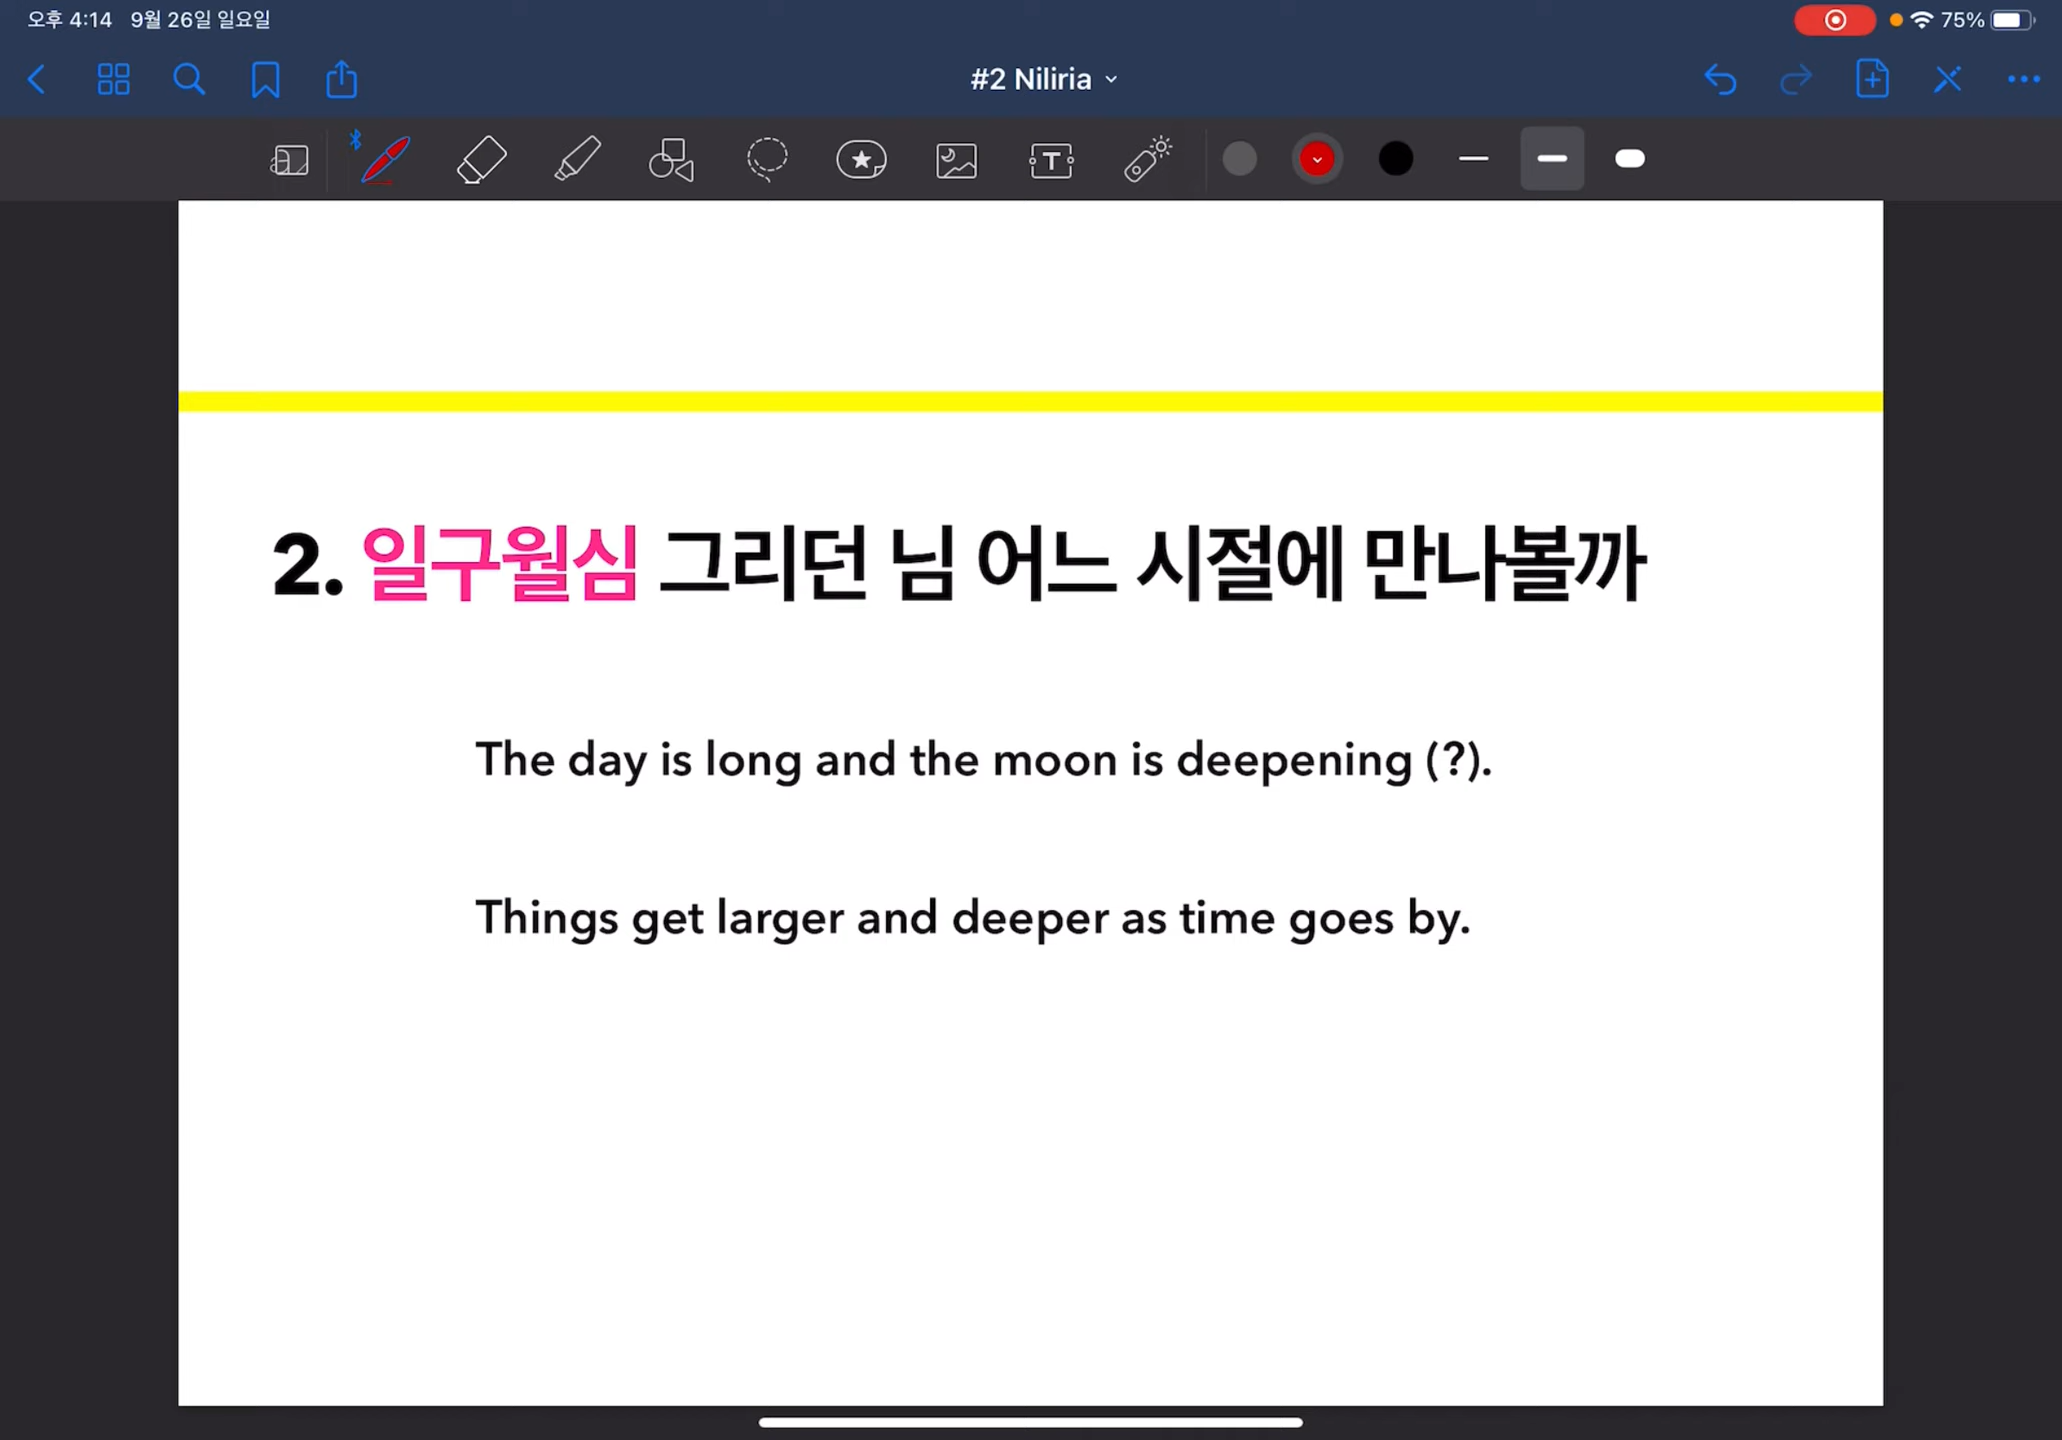 오후 4:14 9월 26일 일요일
75%
#2 Niliria
2. 일구월심 그리던 님 어느 시절에 만나볼까
The day is long and the moon is deepening (?).
Things get larger and deeper as time goes by.